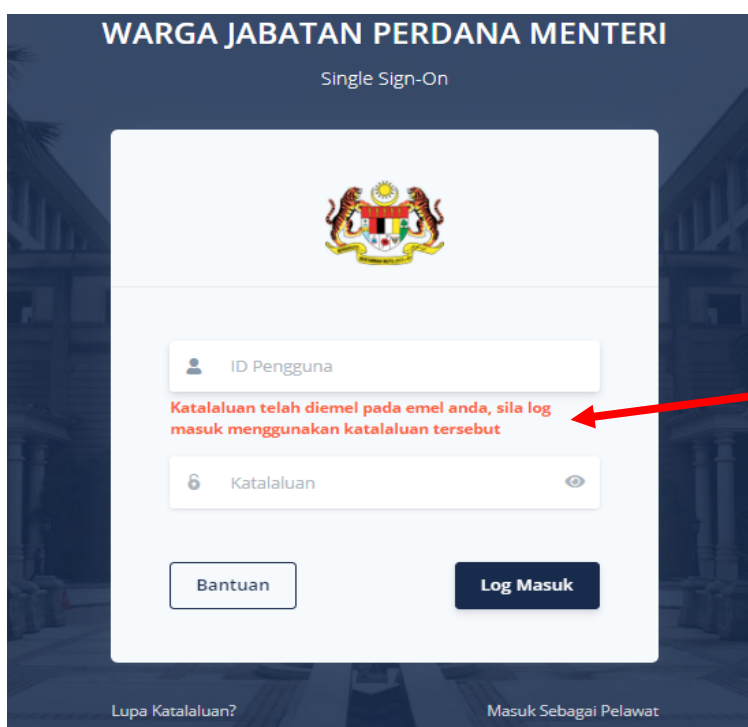 WARGA JABATAN PERDANA MENTERI
Single Sign-On
ID Pengguna
Katalaluan telah diemel pada emel anda, sila log
masuk menggunakan katalaluan tersebut
Katalaluan
Bantuan
Log Masuk
Lupa Katalaluan?
Masuk Sebagai Pelawat